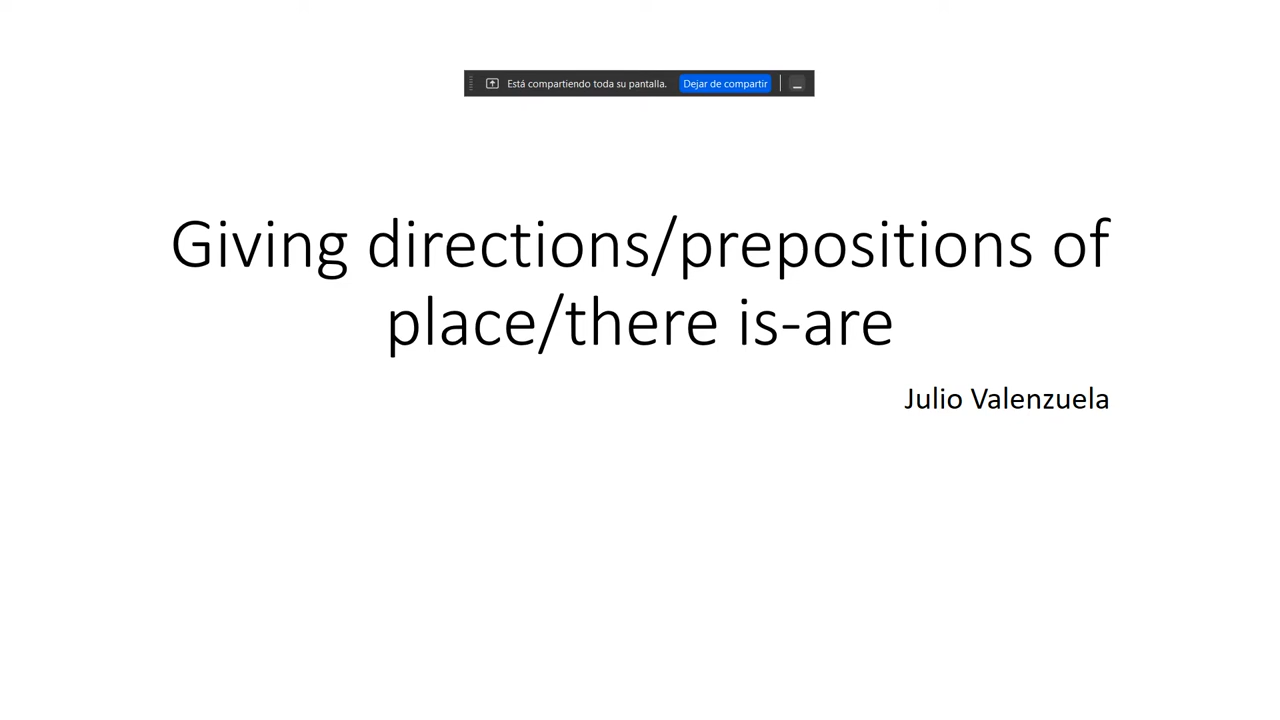 Está compartiendo toda su pantalla. Dejar de compartir
Giving directions/prepositions of
place/there is-are
Julio Valenzuela